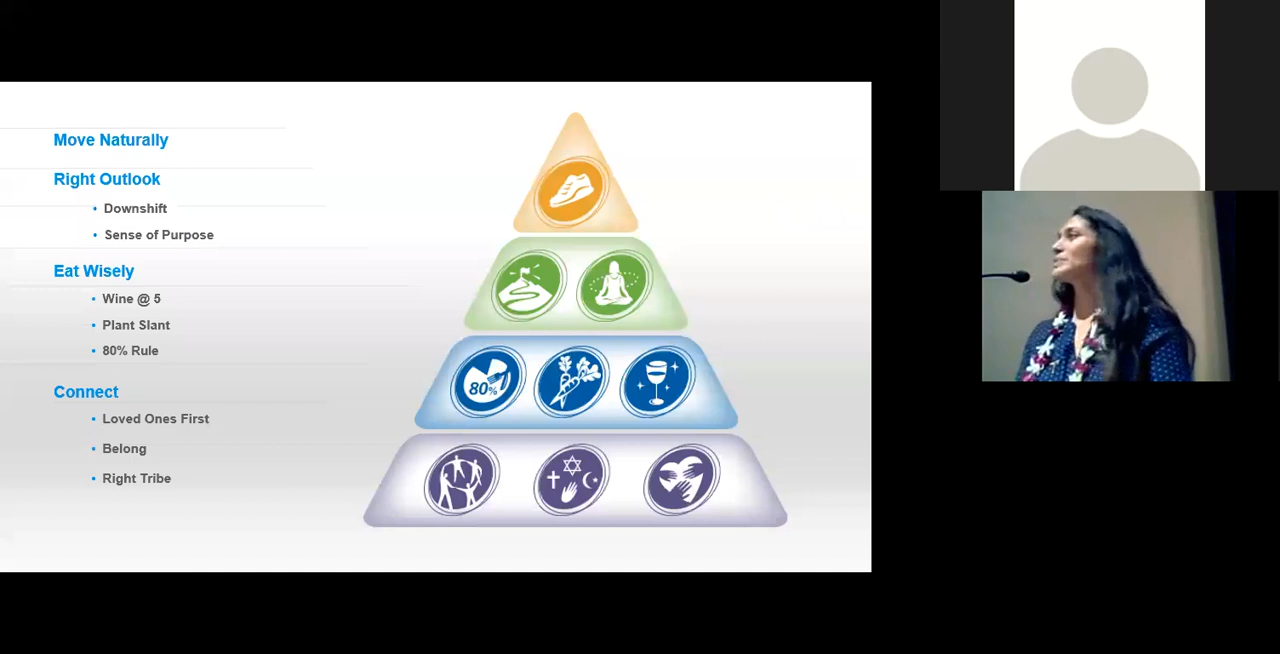 Move Naturally
Right Outlook
• Downshift
• Sense of Purpose
Eat Wisely
• Wine @ 5
• Plant Slant
• 80% Rule
Connect
• Loved Ones First
• Belong
• Right Tribe
80%